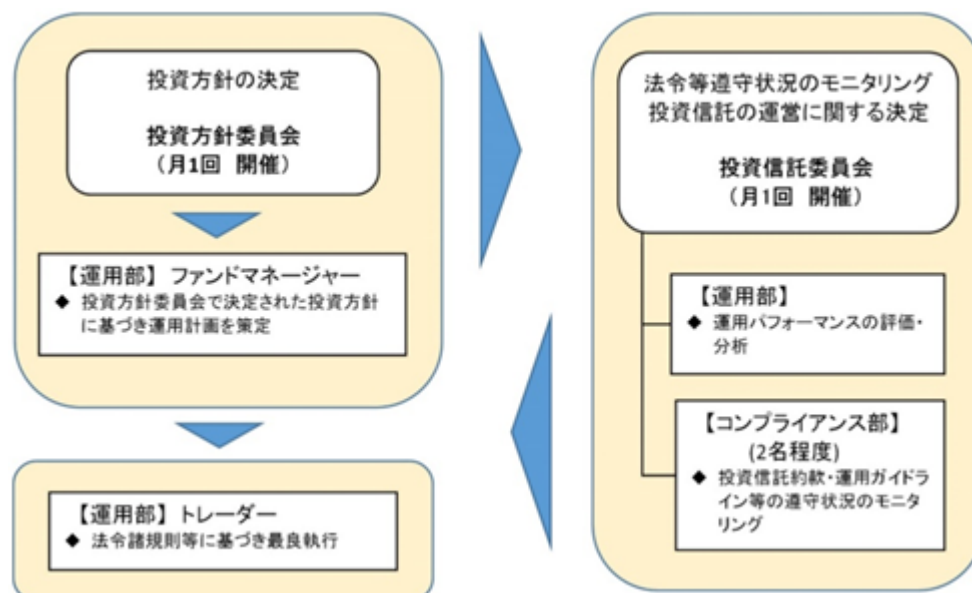 投資方針の決定
投資方針委員会
（月1回　開催）
【運用部】 ファンドマネージャー
◆ 投資方針委員会で決定された投資方針
に基づき運用計画を策定
【運用部】 トレーダー
◆ 法令諸規則等に基づき最良執行
法令等遵守状況のモニタリング
投資信託の運営に関する決定
投資信託委員会
（月1回　開催）
【運用部】
◆ 運用パフォーマンスの評価・
分析
【コンプライアンス部】
(2名程度)
◆ 投資信託約款・運用ガイドラ
イン等の遵守状況のモニタ
リング